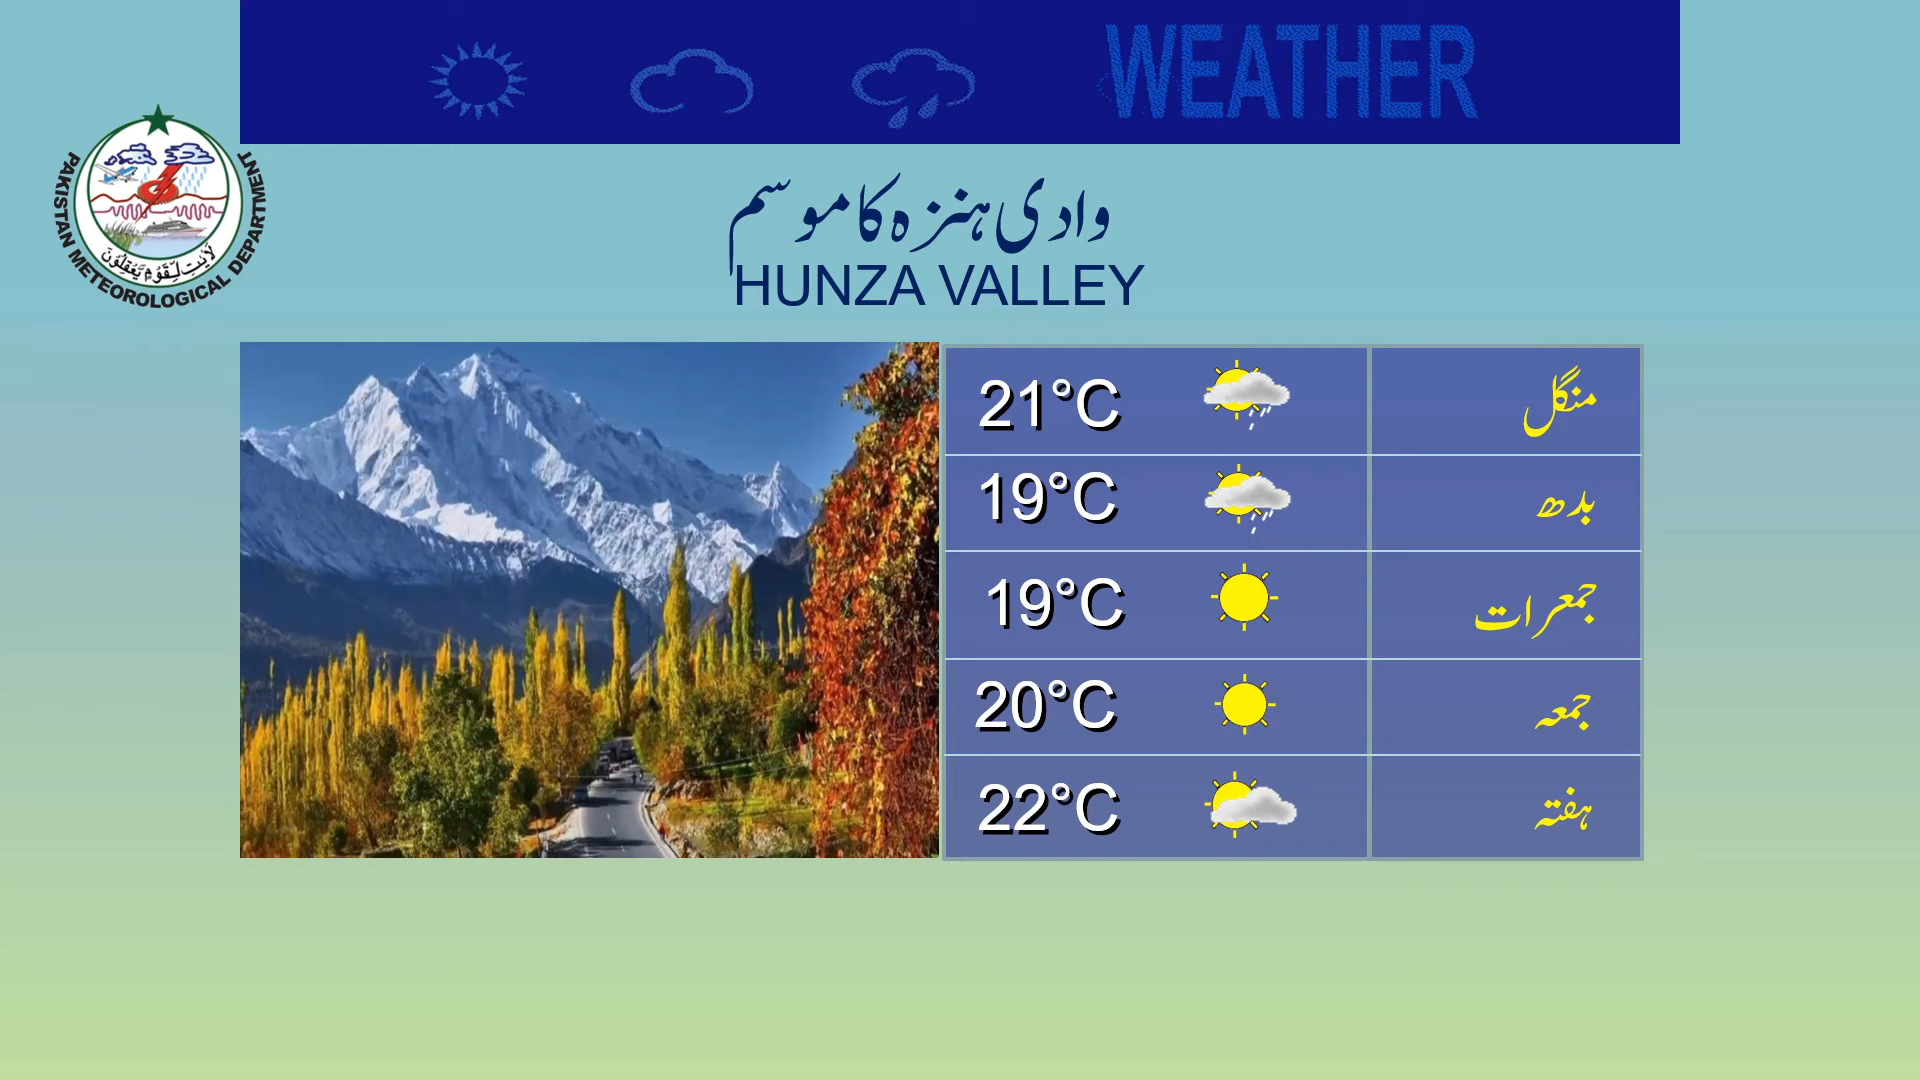 WEATHER
PAKISTAN METEOROLOGICAL DEPARTMENT
لَاٰيٰتٍ لِّقَوْمٍ يَّعْقِلُوْنَ
وادی ہنزہ کا موسم
HUNZA VALLEY
21°C منگل
19°C بدھ
19°C جمعرات
20°C جمعہ
22°C ہفتہ